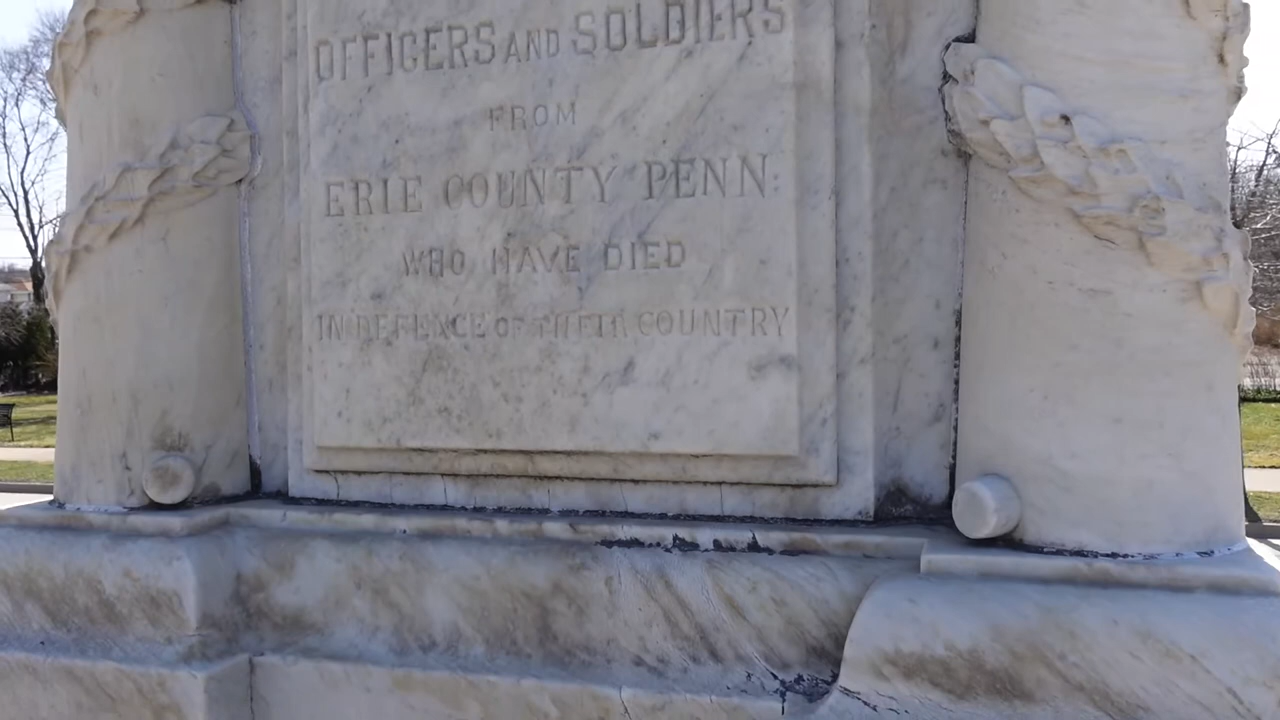 OFFICERS AND SOLDIERS
FROM
ERIE COUNTY PENN.
WHO HAVE DIED
IN DEFENCE OF THEIR COUNTRY